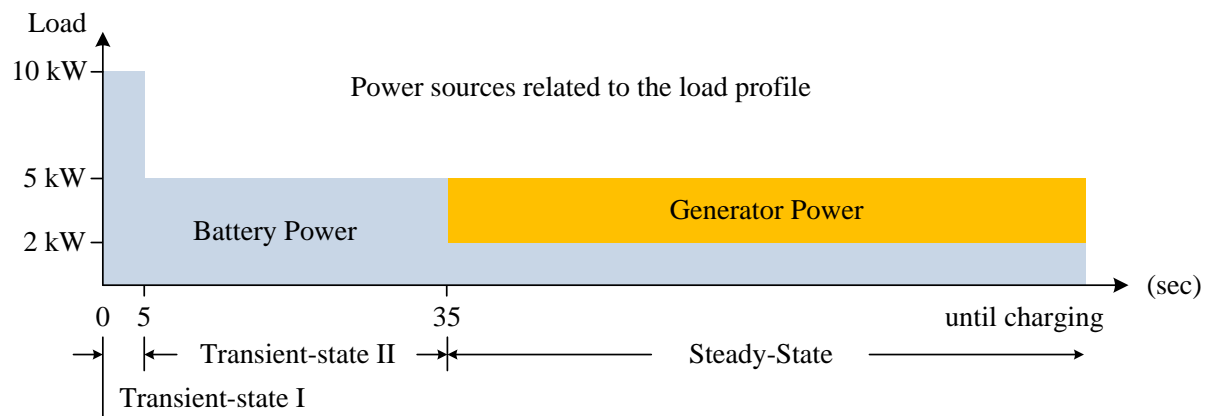 Load
10 kW
Power sources related to the load profile
5 kW
Generator Power
Battery Power
2 kW
(sec)
0 5 35 until charging
Transient-state II Steady-State
Transient-state I